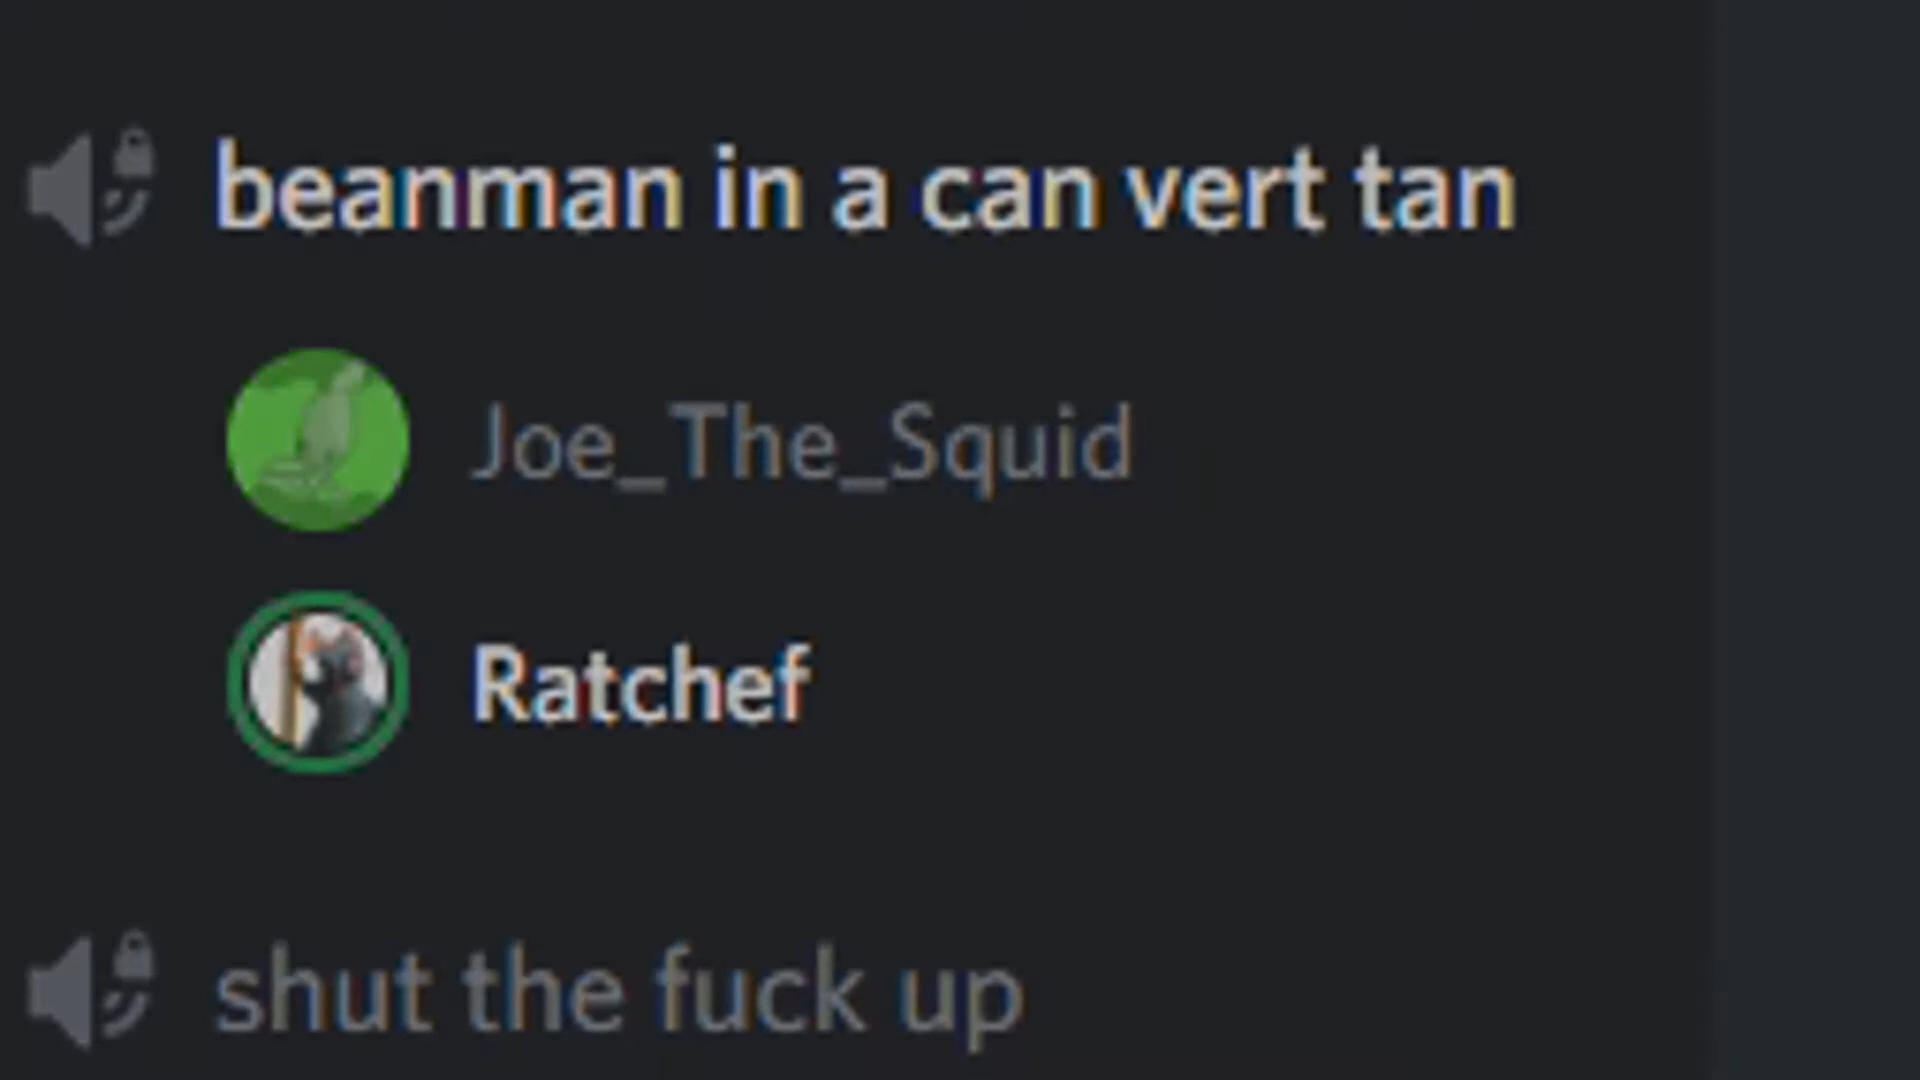 beanman in a can vert tan
Joe_The_Squid
Ratchef
shut the fuck up